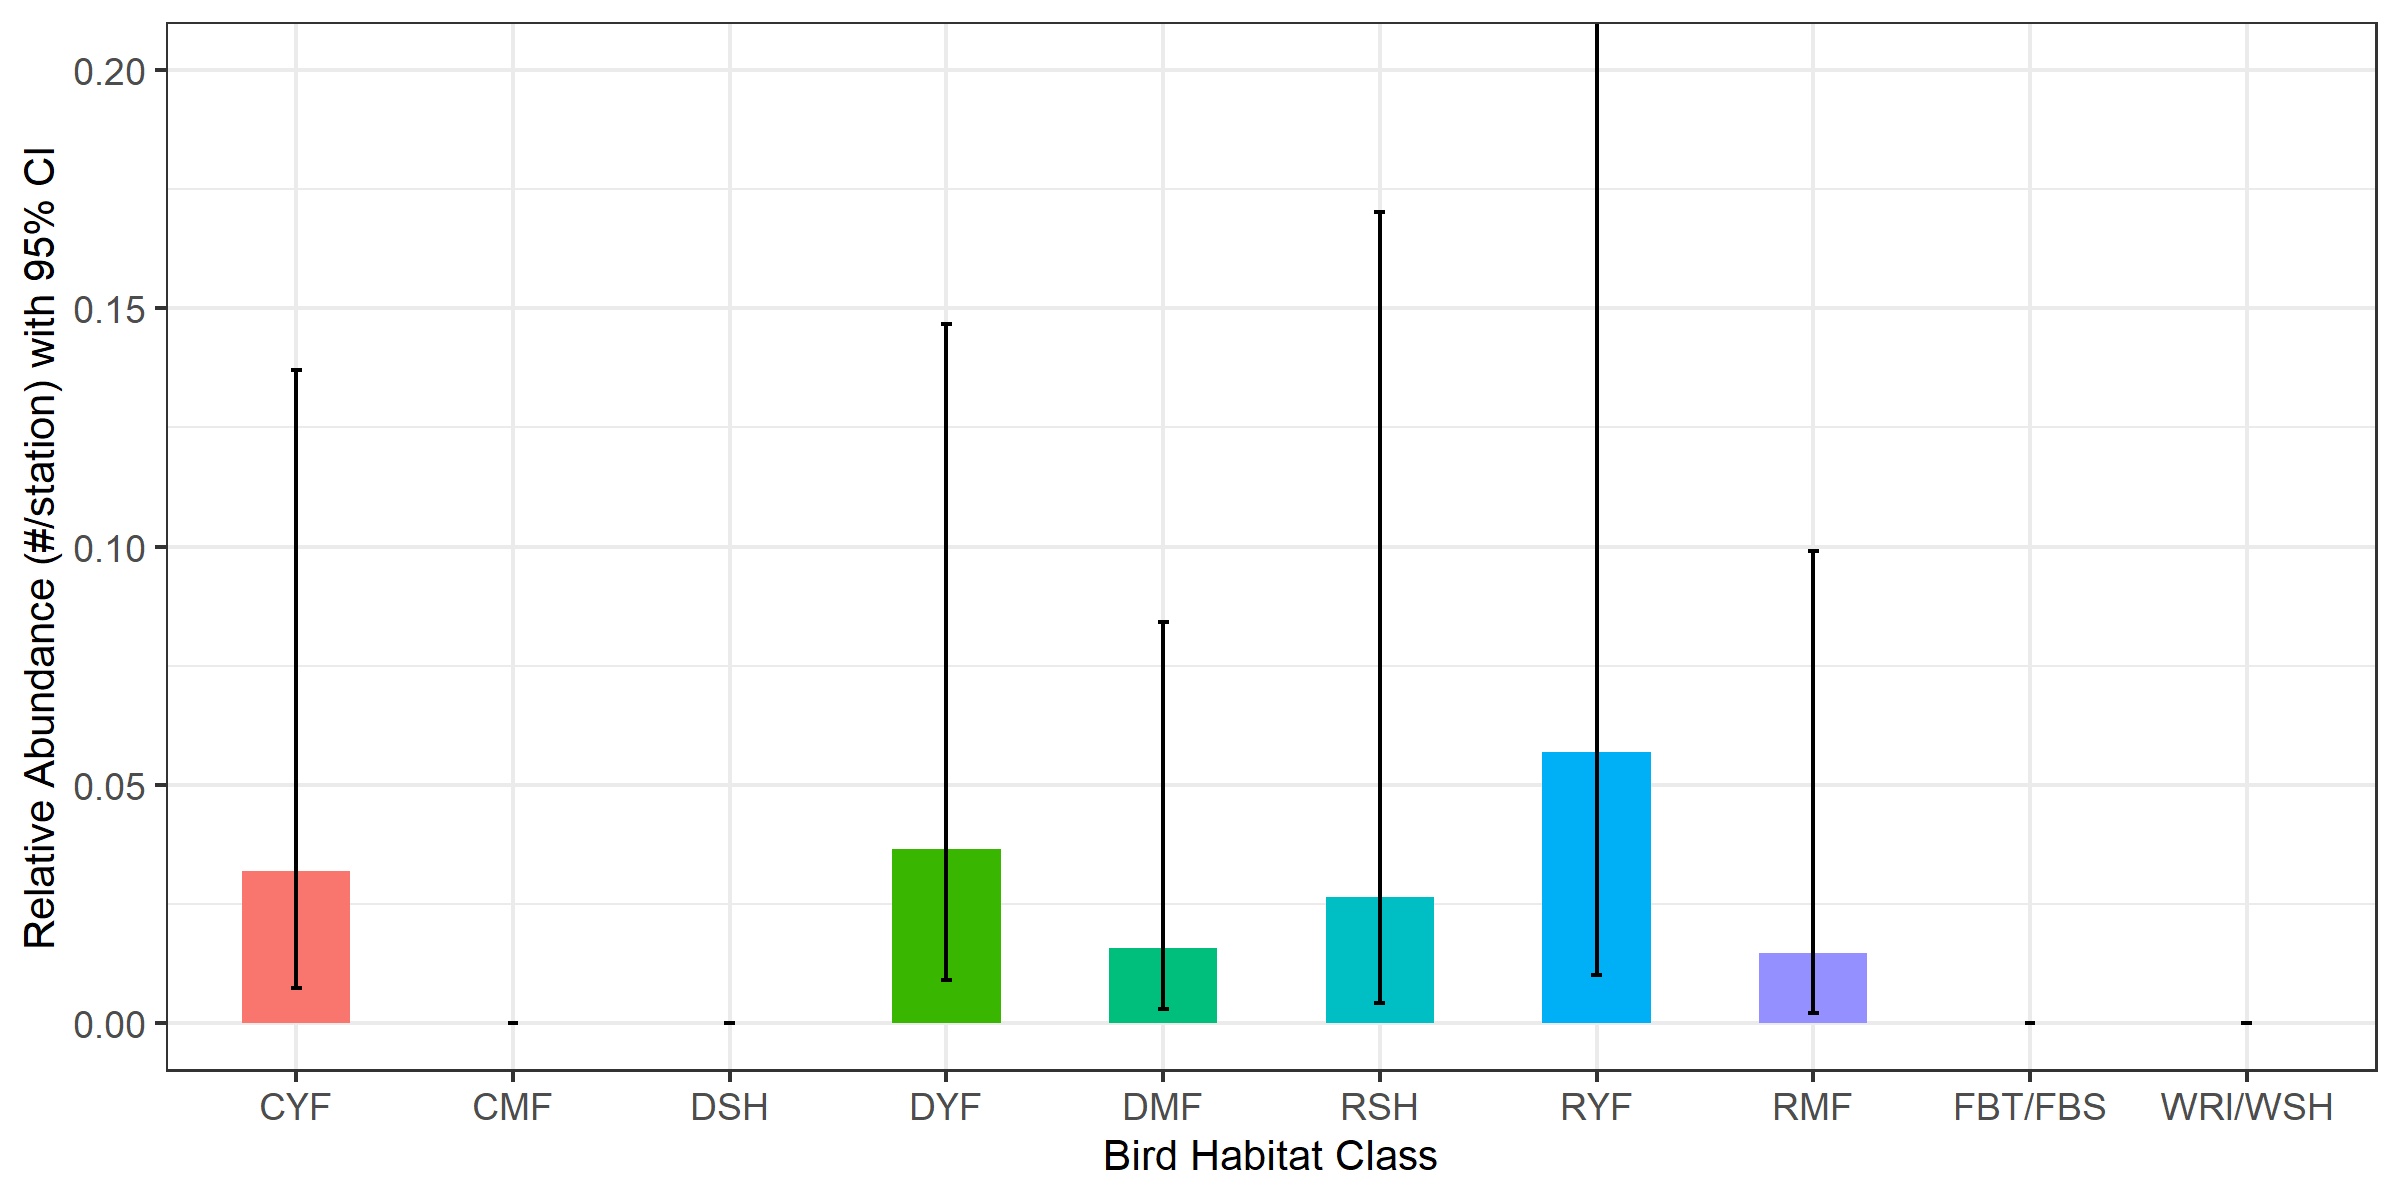 Relative Abundance (#/station) with 95% CI
0.20
0.15
0.10
0.05
0.00
CYF CMF DSH DYF DMF RSH RYF RMF FBT/FBS WRI/WSH
Bird Habitat Class